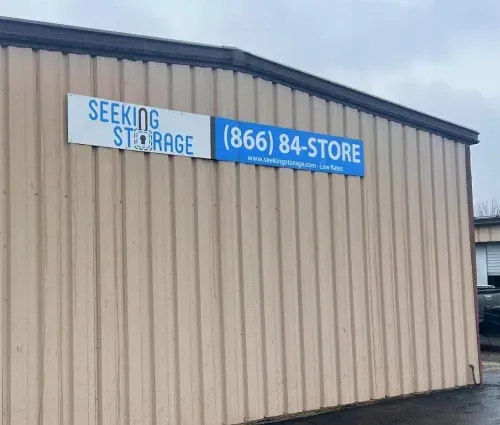 SEEKING
STORAGE
(866) 84-STORE
www.seekingstorage.com · Low Rates